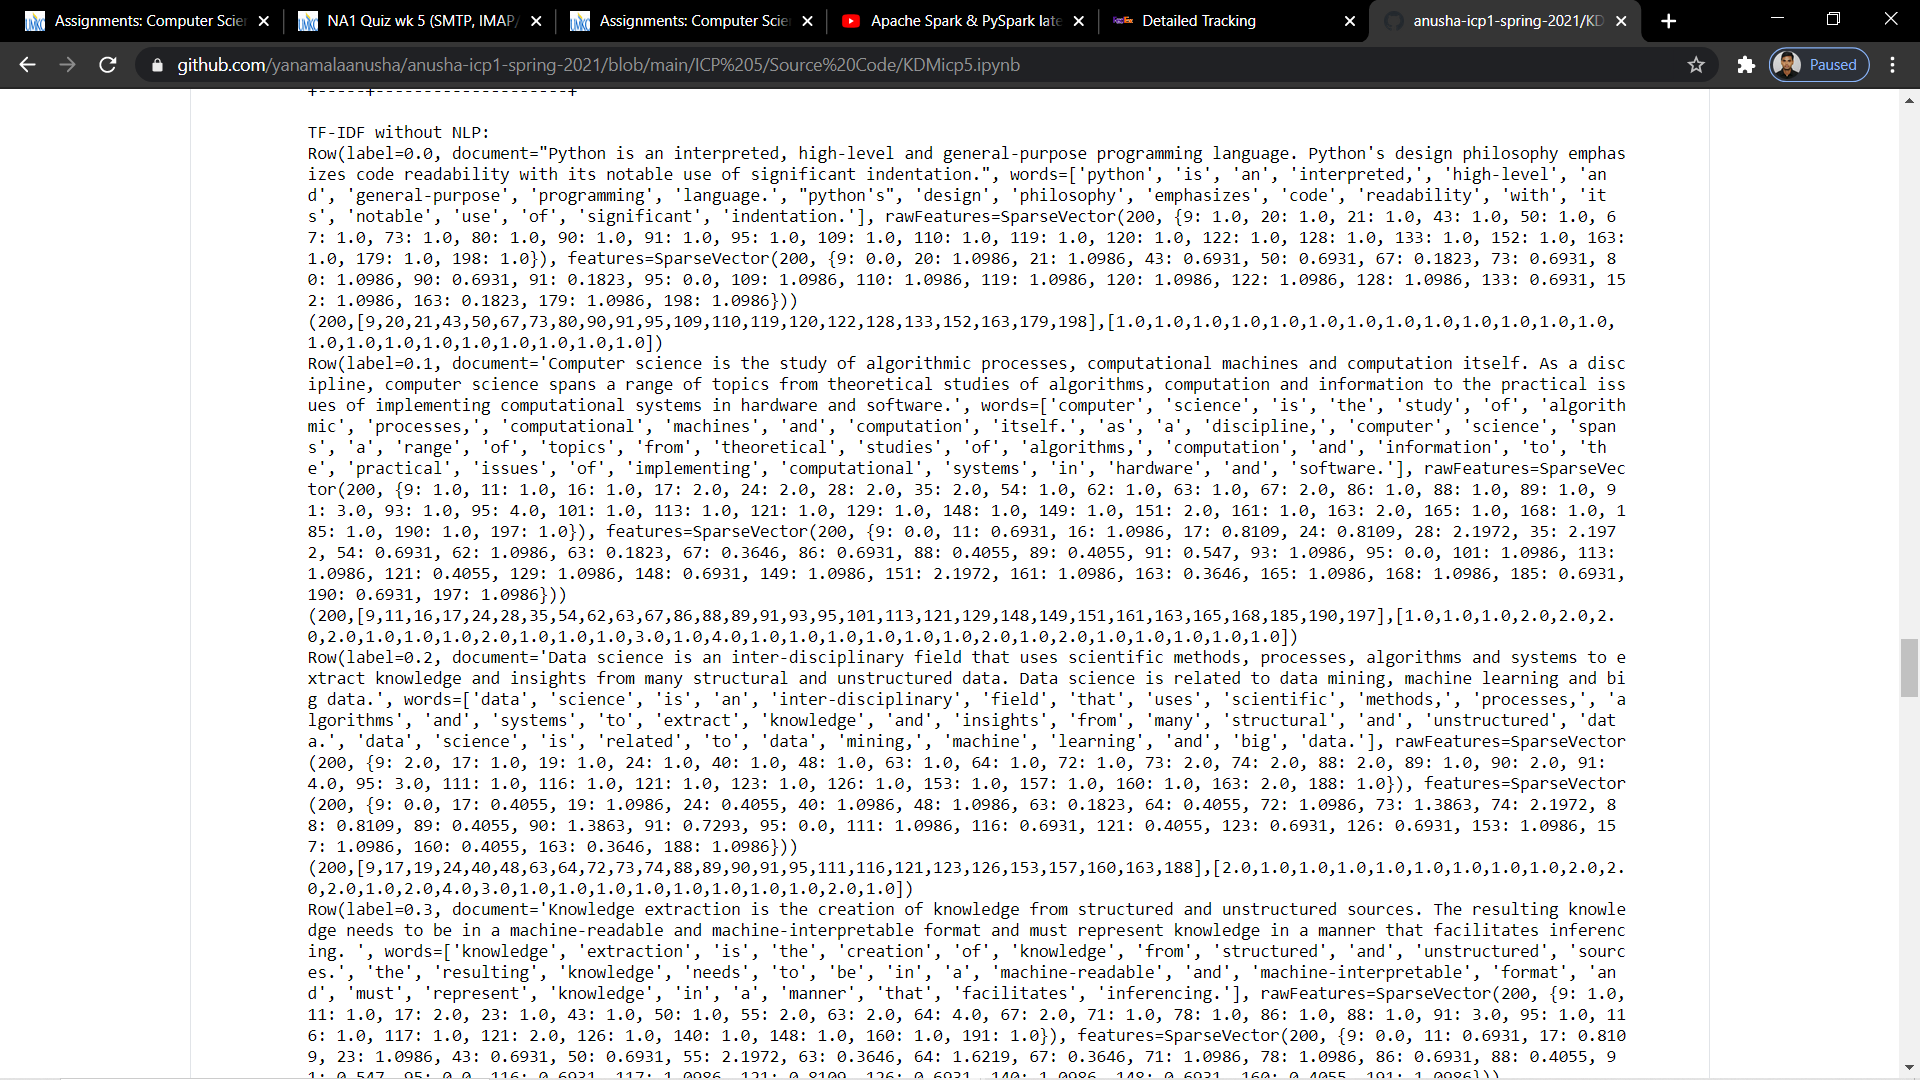 Assignments: Computer Scien
NA1 Quiz wk 5 (SMTP, IMAP,
Assignments: Computer Scien
Apache Spark & PySpark late
Detailed Tracking
anusha-icp1-spring-2021/KD
github.com/yanamalaanusha/anusha-icp1-spring-2021/blob/main/ICP%205/Source%20Code/KDMicp5.ipynb
Paused
+-----+--------------------+
TF-IDF without NLP:
Row(label=0.0, document="Python is an interpreted, high-level and general-purpose programming language. Python's design philosophy emphas
izes code readability with its notable use of significant indentation.", words=['python', 'is', 'an', 'interpreted,', 'high-level', 'an
d', 'general-purpose', 'programming', 'language.', "python's", 'design', 'philosophy', 'emphasizes', 'code', 'readability', 'with', 'it
s', 'notable', 'use', 'of', 'significant', 'indentation.'], rawFeatures=SparseVector(200, {9: 1.0, 20: 1.0, 21: 1.0, 43: 1.0, 50: 1.0, 6
7: 1.0, 73: 1.0, 80: 1.0, 90: 1.0, 91: 1.0, 95: 1.0, 109: 1.0, 110: 1.0, 119: 1.0, 120: 1.0, 122: 1.0, 128: 1.0, 133: 1.0, 152: 1.0, 163:
1.0, 179: 1.0, 198: 1.0}), features=SparseVector(200, {9: 0.0, 20: 1.0986, 21: 1.0986, 43: 0.6931, 50: 0.6931, 67: 0.1823, 73: 0.6931, 8
0: 1.0986, 90: 0.6931, 91: 0.1823, 95: 0.0, 109: 1.0986, 110: 1.0986, 119: 1.0986, 120: 1.0986, 122: 1.0986, 128: 1.0986, 133: 0.6931, 15
2: 1.0986, 163: 0.1823, 179: 1.0986, 198: 1.0986}))
(200,[9,20,21,43,50,67,73,80,90,91,95,109,110,119,120,122,128,133,152,163,179,198],[1.0,1.0,1.0,1.0,1.0,1.0,1.0,1.0,1.0,1.0,1.0,1.0,1.0,
1.0,1.0,1.0,1.0,1.0,1.0,1.0,1.0,1.0])
Row(label=0.1, document='Computer science is the study of algorithmic processes, computational machines and computation itself. As a disc
ipline, computer science spans a range of topics from theoretical studies of algorithms, computation and information to the practical iss
ues of implementing computational systems in hardware and software.', words=['computer', 'science', 'is', 'the', 'study', 'of', 'algorith
mic', 'processes,', 'computational', 'machines', 'and', 'computation', 'itself.', 'as', 'a', 'discipline,', 'computer', 'science', 'span
s', 'a', 'range', 'of', 'topics', 'from', 'theoretical', 'studies', 'of', 'algorithms,', 'computation', 'and', 'information', 'to', 'th
e', 'practical', 'issues', 'of', 'implementing', 'computational', 'systems', 'in', 'hardware', 'and', 'software.'], rawFeatures=SparseVec
tor(200, {9: 1.0, 11: 1.0, 16: 1.0, 17: 2.0, 24: 2.0, 28: 2.0, 35: 2.0, 54: 1.0, 62: 1.0, 63: 1.0, 67: 2.0, 86: 1.0, 88: 1.0, 89: 1.0, 9
1: 3.0, 93: 1.0, 95: 4.0, 101: 1.0, 113: 1.0, 121: 1.0, 129: 1.0, 148: 1.0, 149: 1.0, 151: 2.0, 161: 1.0, 163: 2.0, 165: 1.0, 168: 1.0, 1
85: 1.0, 190: 1.0, 197: 1.0}), features=SparseVector(200, {9: 0.0, 11: 0.6931, 16: 1.0986, 17: 0.8109, 24: 0.8109, 28: 2.1972, 35: 2.197
2, 54: 0.6931, 62: 1.0986, 63: 0.1823, 67: 0.3646, 86: 0.6931, 88: 0.4055, 89: 0.4055, 91: 0.547, 93: 1.0986, 95: 0.0, 101: 1.0986, 113:
1.0986, 121: 0.4055, 129: 1.0986, 148: 0.6931, 149: 1.0986, 151: 2.1972, 161: 1.0986, 163: 0.3646, 165: 1.0986, 168: 1.0986, 185: 0.6931,
190: 0.6931, 197: 1.0986}))
(200,[9,11,16,17,24,28,35,54,62,63,67,86,88,89,91,93,95,101,113,121,129,148,149,151,161,163,165,168,185,190,197],[1.0,1.0,1.0,2.0,2.0,2.
0,2.0,1.0,1.0,1.0,2.0,1.0,1.0,1.0,3.0,1.0,4.0,1.0,1.0,1.0,1.0,1.0,1.0,2.0,1.0,2.0,1.0,1.0,1.0,1.0,1.0])
Row(label=0.2, document='Data science is an inter-disciplinary field that uses scientific methods, processes, algorithms and systems to e
xtract knowledge and insights from many structural and unstructured data. Data science is related to data mining, machine learning and bi
g data.', words=['data', 'science', 'is', 'an', 'inter-disciplinary', 'field', 'that', 'uses', 'scientific', 'methods,', 'processes,', 'a
lgorithms', 'and', 'systems', 'to', 'extract', 'knowledge', 'and', 'insights', 'from', 'many', 'structural', 'and', 'unstructured', 'dat
a.', 'data', 'science', 'is', 'related', 'to', 'data', 'mining,', 'machine', 'learning', 'and', 'big', 'data.'], rawFeatures=SparseVector
(200, {9: 2.0, 17: 1.0, 19: 1.0, 24: 1.0, 40: 1.0, 48: 1.0, 63: 1.0, 64: 1.0, 72: 1.0, 73: 2.0, 74: 2.0, 88: 2.0, 89: 1.0, 90: 2.0, 91:
4.0, 95: 3.0, 111: 1.0, 116: 1.0, 121: 1.0, 123: 1.0, 126: 1.0, 153: 1.0, 157: 1.0, 160: 1.0, 163: 2.0, 188: 1.0}), features=SparseVector
(200, {9: 0.0, 17: 0.4055, 19: 1.0986, 24: 0.4055, 40: 1.0986, 48: 1.0986, 63: 0.1823, 64: 0.4055, 72: 1.0986, 73: 1.3863, 74: 2.1972, 8
8: 0.8109, 89: 0.4055, 90: 1.3863, 91: 0.7293, 95: 0.0, 111: 1.0986, 116: 0.6931, 121: 0.4055, 123: 0.6931, 126: 0.6931, 153: 1.0986, 15
7: 1.0986, 160: 0.4055, 163: 0.3646, 188: 1.0986}))
(200,[9,17,19,24,40,48,63,64,72,73,74,88,89,90,91,95,111,116,121,123,126,153,157,160,163,188],[2.0,1.0,1.0,1.0,1.0,1.0,1.0,1.0,1.0,2.0,2.
0,2.0,1.0,2.0,4.0,3.0,1.0,1.0,1.0,1.0,1.0,1.0,1.0,1.0,2.0,1.0])
Row(label=0.3, document='Knowledge extraction is the creation of knowledge from structured and unstructured sources. The resulting knowle
dge needs to be in a machine-readable and machine-interpretable format and must represent knowledge in a manner that facilitates inferenc
ing. ', words=['knowledge', 'extraction', 'is', 'the', 'creation', 'of', 'knowledge', 'from', 'structured', 'and', 'unstructured', 'sourc
es.', 'the', 'resulting', 'knowledge', 'needs', 'to', 'be', 'in', 'a', 'machine-readable', 'and', 'machine-interpretable', 'format', 'an
d', 'must', 'represent', 'knowledge', 'in', 'a', 'manner', 'that', 'facilitates', 'inferencing.'], rawFeatures=SparseVector(200, {9: 1.0,
11: 1.0, 17: 2.0, 23: 1.0, 43: 1.0, 50: 1.0, 55: 2.0, 63: 2.0, 64: 4.0, 67: 2.0, 71: 1.0, 78: 1.0, 86: 1.0, 88: 1.0, 91: 3.0, 95: 1.0, 11
6: 1.0, 117: 1.0, 121: 2.0, 126: 1.0, 140: 1.0, 148: 1.0, 160: 1.0, 191: 1.0}), features=SparseVector(200, {9: 0.0, 11: 0.6931, 17: 0.810
9, 23: 1.0986, 43: 0.6931, 50: 0.6931, 55: 2.1972, 63: 0.3646, 64: 1.6219, 67: 0.3646, 71: 1.0986, 78: 1.0986, 86: 0.6931, 88: 0.4055, 9
1: 0.547, 95: 0.0, 116: 0.6931, 117: 1.0986, 121: 0.8109, 126: 0.6931, 140: 1.0986, 148: 0.6931, 160: 0.4055, 191: 1.0986}))